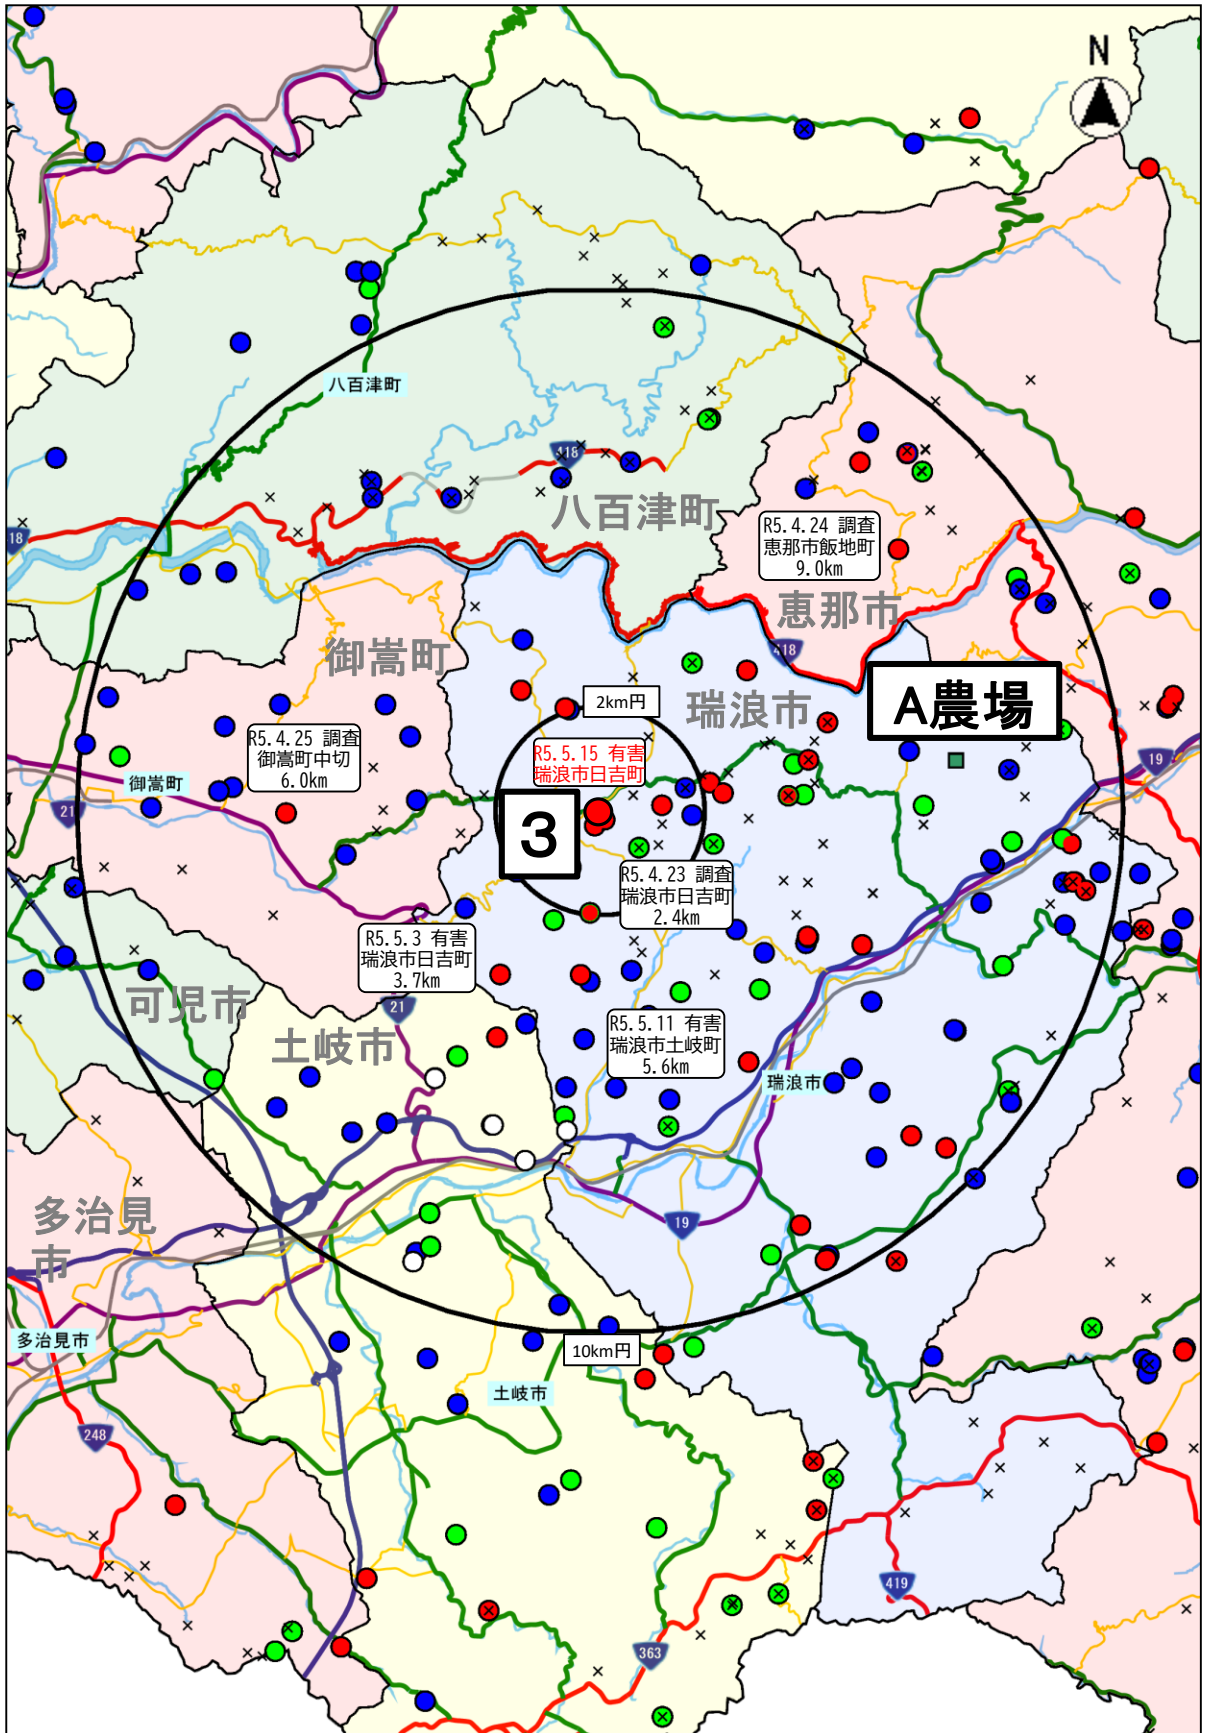 N
八百津町
418
八百津町
18
R5.4.24 調査
恵那市飯地町
9.0km
恵那市
御嵩町
418
2km円
瑞浪市
A農場
R5.4.25 調査
御嵩町中切
6.0km
R5.5.15 有害
瑞浪市日吉町
19
御嵩町
21
3
R5.4.23 調査
瑞浪市日吉町
2.4km
R5.5.3 有害
瑞浪市日吉町
3.7km
可児市
21
土岐市
R5.5.11 有害
瑞浪市土岐町
5.6km
瑞浪市
多治見
市
19
多治見市
10km円
土岐市
248
419
363